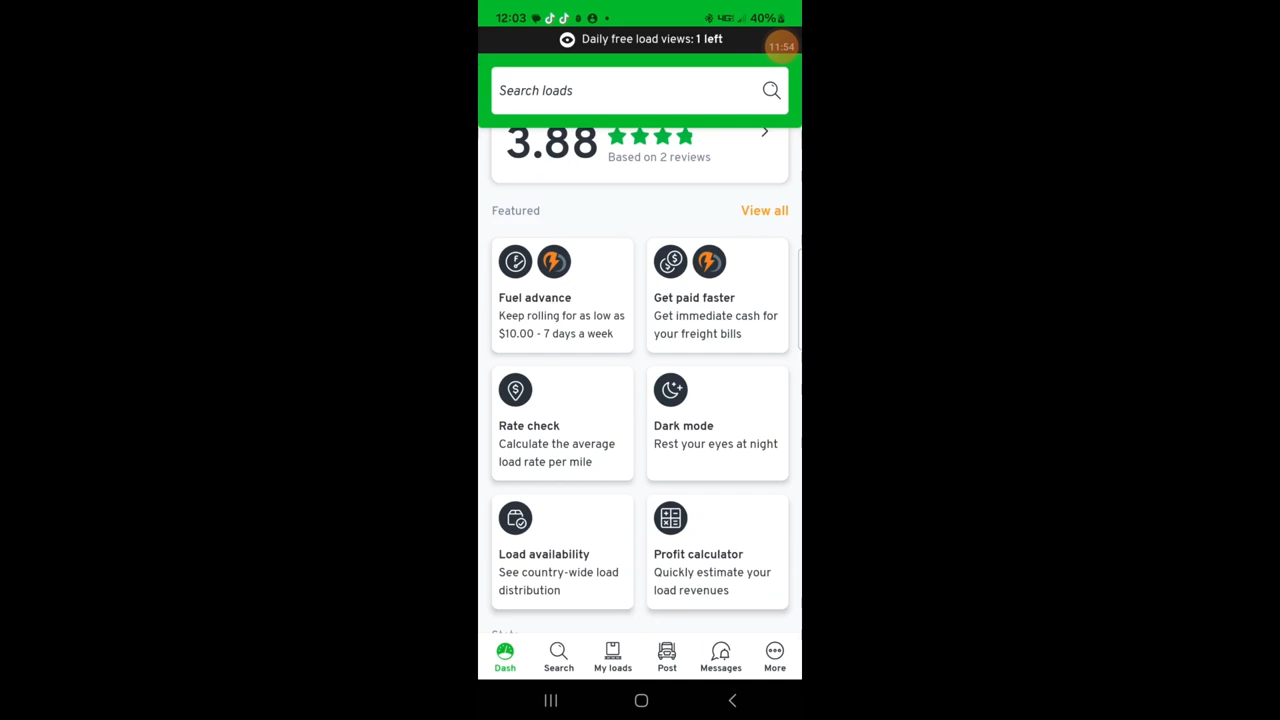 12:03
4G
40%
Daily free load views: 1 left
11:54
Search loads
3.88
Based on 2 reviews
Featured
View all
Fuel advance
Keep rolling for as low as
$10.00 - 7 days a week
Get paid faster
Get immediate cash for
your freight bills
Rate check
Calculate the average
load rate per mile
Dark mode
Rest your eyes at night
Load availability
See country-wide load
distribution
Profit calculator
Quickly estimate your
load revenues
Dash
Search
My loads
Post
Messages
More